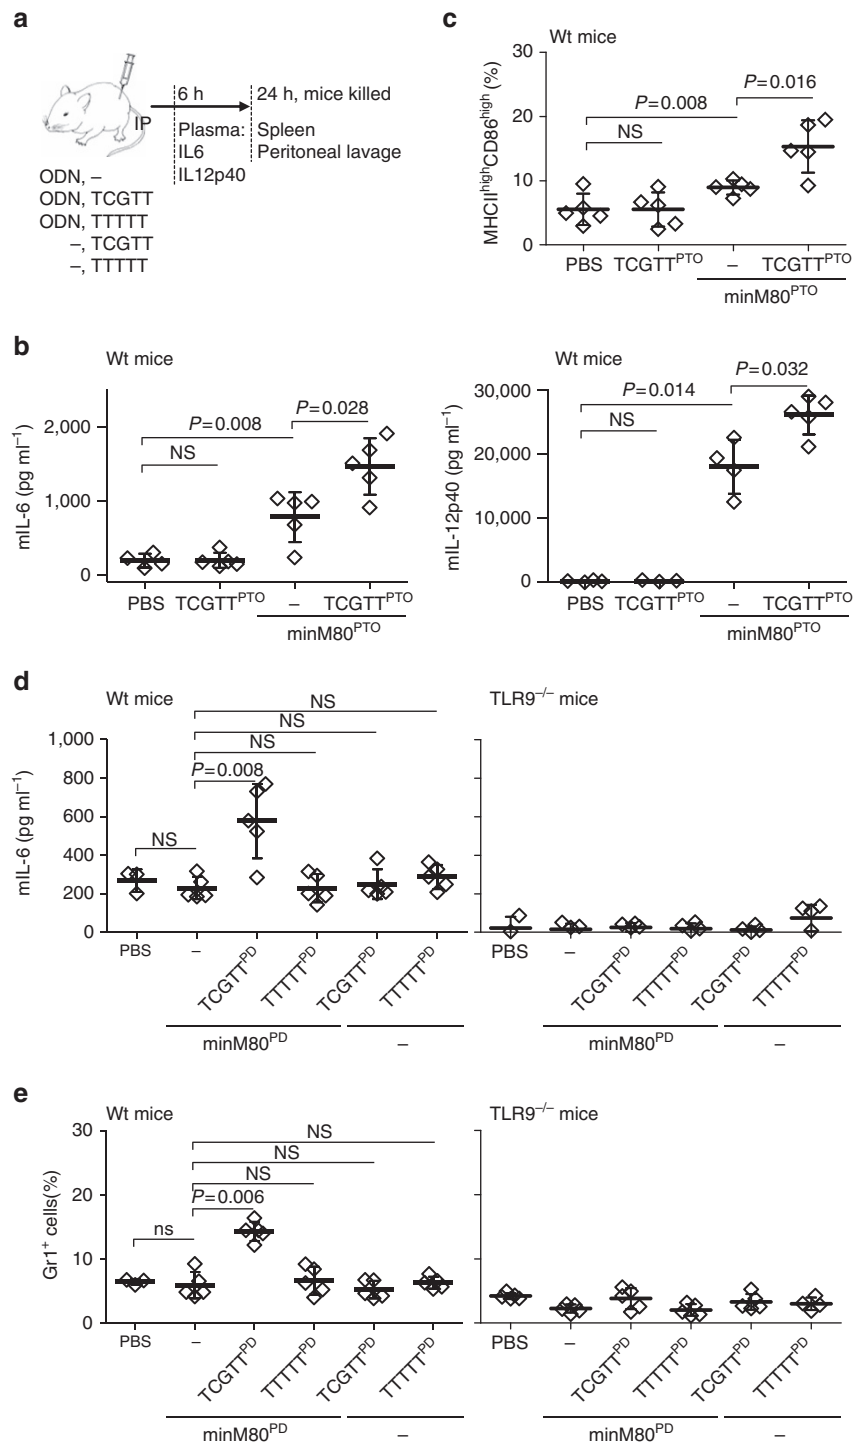 a
IP
6 h
24 h, mice killed
Plasma:
IL6
IL12p40
Spleen
Peritoneal lavage
ODN, –
ODN, TCGTT
ODN, TTTTT
–, TCGTT
–, TTTTT
c
Wt mice
MHCII^high CD86^high (%)
30
20
10
0
NS
P=0.008
P=0.016
PBS
TCGTT^PTO
–
TCGTT^PTO
minM80^PTO
b
Wt mice
mIL-6 (pg ml⁻¹)
2,000
1,000
0
NS
P=0.008
P=0.028
PBS
TCGTT^PTO
–
TCGTT^PTO
minM80^PTO
Wt mice
mIL-12p40 (pg ml⁻¹)
30,000
20,000
10,000
0
NS
P=0.014
P=0.032
PBS
TCGTT^PTO
–
TCGTT^PTO
minM80^PTO
d
Wt mice
mIL-6 (pg ml⁻¹)
1,000
800
600
400
200
0
NS
NS
NS
P=0.008
NS
PBS
–
TCGTT^PD
TTTTT^PD
TCGTT^PD
TTTTT^PD
minM80^PD
–
TLR9⁻/⁻ mice
PBS
–
TCGTT^PD
TTTTT^PD
TCGTT^PD
TTTTT^PD
minM80^PD
–
e
Wt mice
Gr1⁺ cells(%)
30
20
10
0
NS
NS
NS
P=0.006
ns
PBS
–
TCGTT^PD
TTTTT^PD
TCGTT^PD
TTTTT^PD
minM80^PD
–
TLR9⁻/⁻ mice
PBS
–
TCGTT^PD
TTTTT^PD
TCGTT^PD
TTTTT^PD
minM80^PD
–